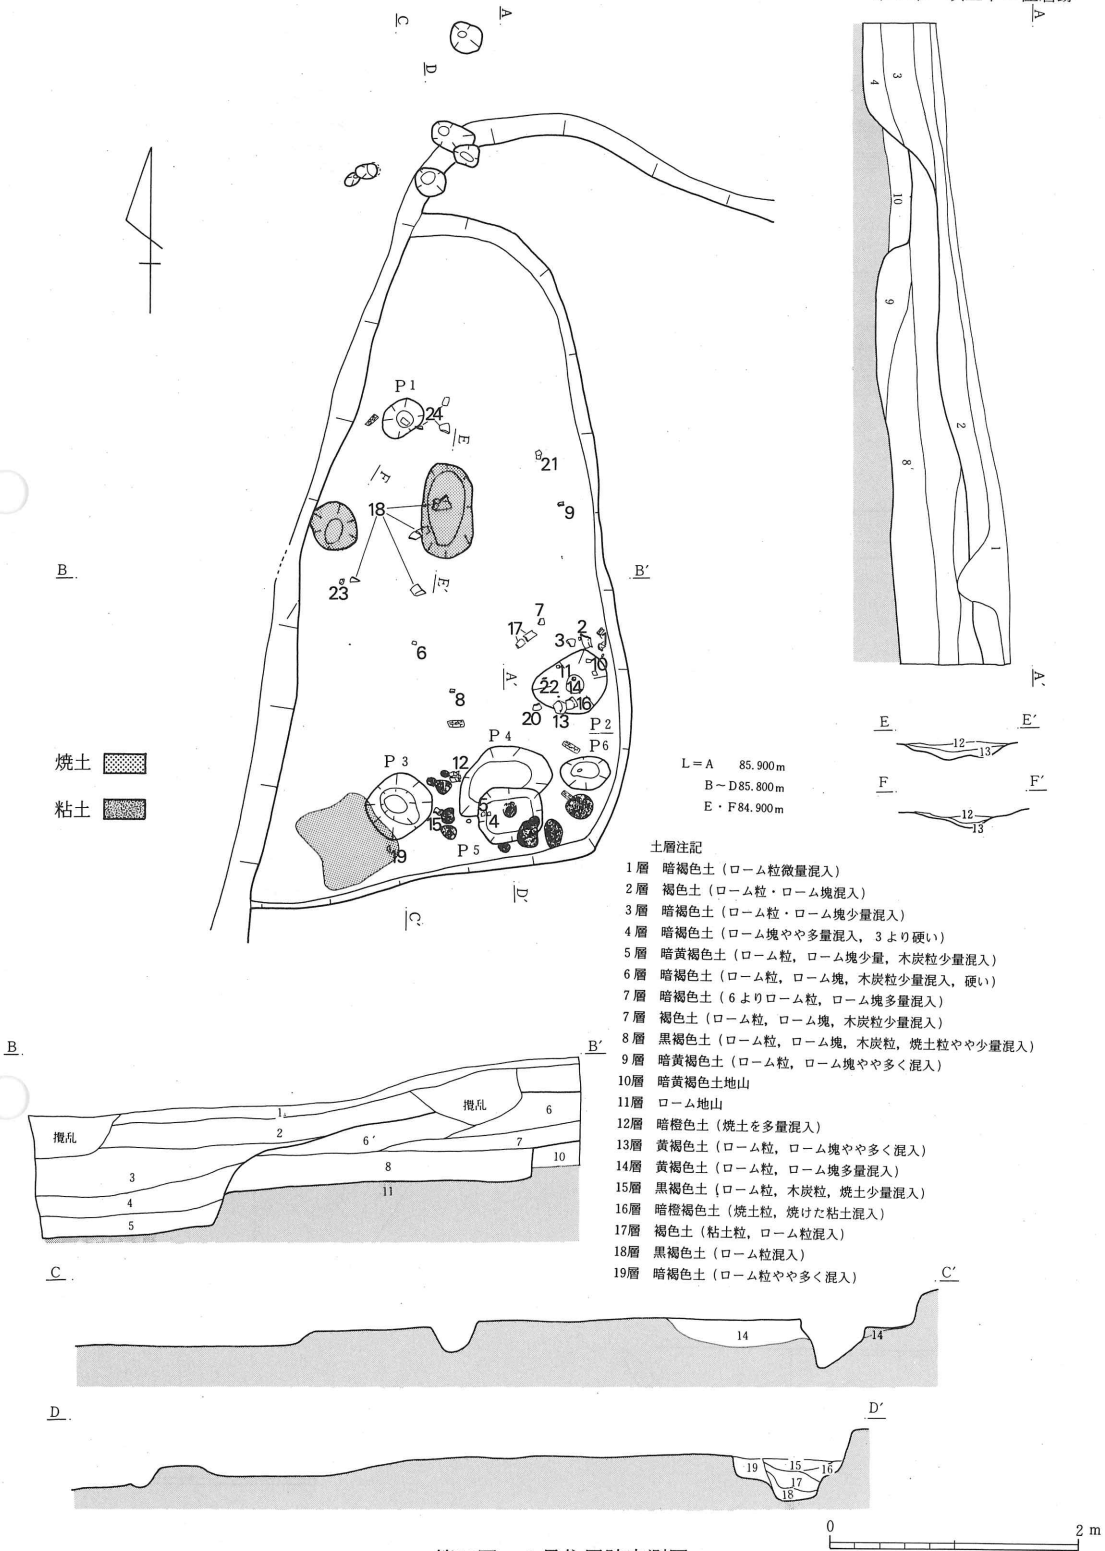 A
C
D
A
4
3
10
9
2
8′
1
A′
P 1
24
E
F
21
18
9
E′
23
B
B′
7
17
2
3
1
6
11
10
22
14
A′
8
16
20
13
P 2
P 4
P 6
焼土
粘土
P 3
12
5
4
15
P 5
19
D′
C′
L=A 85.900m
B~D85.800m
E・F84.900m
E
E′
12
13
F
F′
12
13
土層注記
1層 暗褐色土(ローム粒微量混入)
2層 褐色土(ローム粒・ローム塊混入)
3層 暗褐色土(ローム粒・ローム塊少量混入)
4層 暗褐色土(ローム塊やや多量混入,3より硬い)
5層 暗黄褐色土(ローム粒,ローム塊少量,木炭粒少量混入)
6層 暗褐色土(ローム粒,ローム塊,木炭粒少量混入,硬い)
7層 暗褐色土(6よりローム粒,ローム塊多量混入)
7層 褐色土(ローム粒,ローム塊,木炭粒少量混入)
8層 黒褐色土(ローム粒,ローム塊,木炭粒,焼土粒やや少量混入)
9層 暗黄褐色土(ローム粒,ローム塊やや多く混入)
10層 暗黄褐色土地山
11層 ローム地山
12層 暗橙色土(焼土を多量混入)
13層 黄褐色土(ローム粒,ローム塊やや多く混入)
14層 黄褐色土(ローム粒,ローム塊多量混入)
15層 黒褐色土(ローム粒,木炭粒,焼土少量混入)
16層 暗橙褐色土(焼土粒,焼けた粘土混入)
17層 褐色土(粘土粒,ローム粒混入)
18層 黒褐色土(ローム粒混入)
19層 暗褐色土(ローム粒やや多く混入)
B
B′
攪乱
1
2
3
4
5
攪乱
6
6′
7
8
10
11
C
C′
14
14
D
D′
19
15
16
17
18
0
2 m